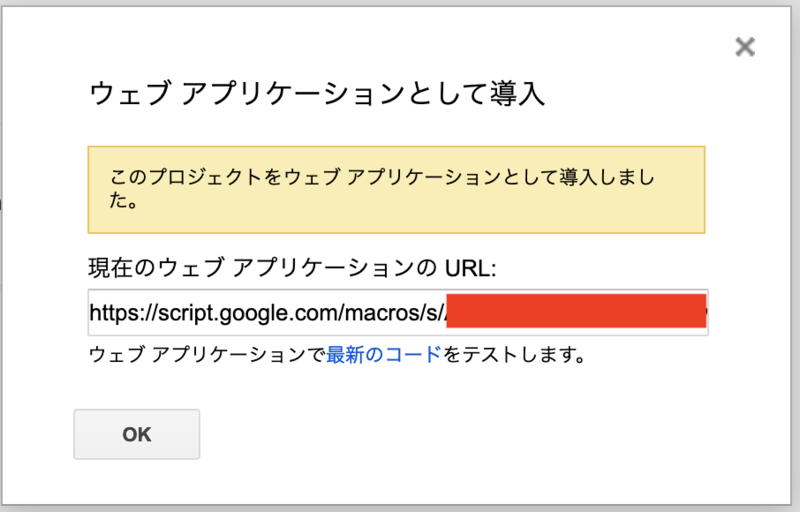 ウェブ アプリケーションとして導入
このプロジェクトをウェブ アプリケーションとして導入しまし
た。
現在のウェブ アプリケーションの URL:
https://script.google.com/macros/s/
ウェブ アプリケーションで最新のコードをテストします。
OK